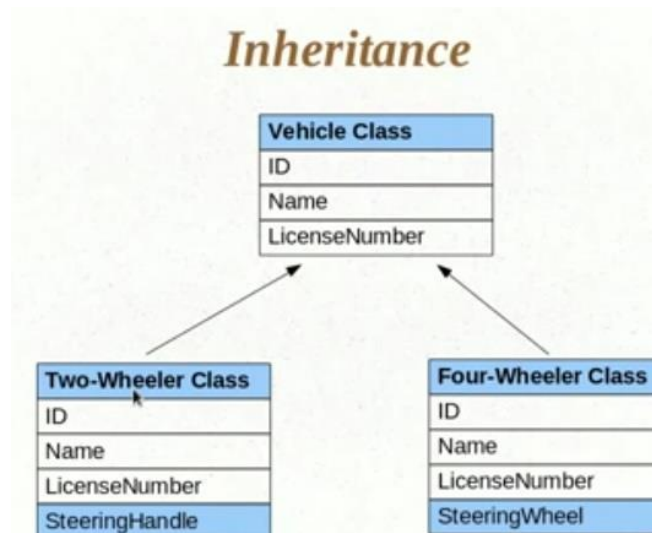 Inheritance
Vehicle Class
ID
Name
LicenseNumber
Two-Wheeler Class
ID
Name
LicenseNumber
SteeringHandle
Four-Wheeler Class
ID
Name
LicenseNumber
SteeringWheel